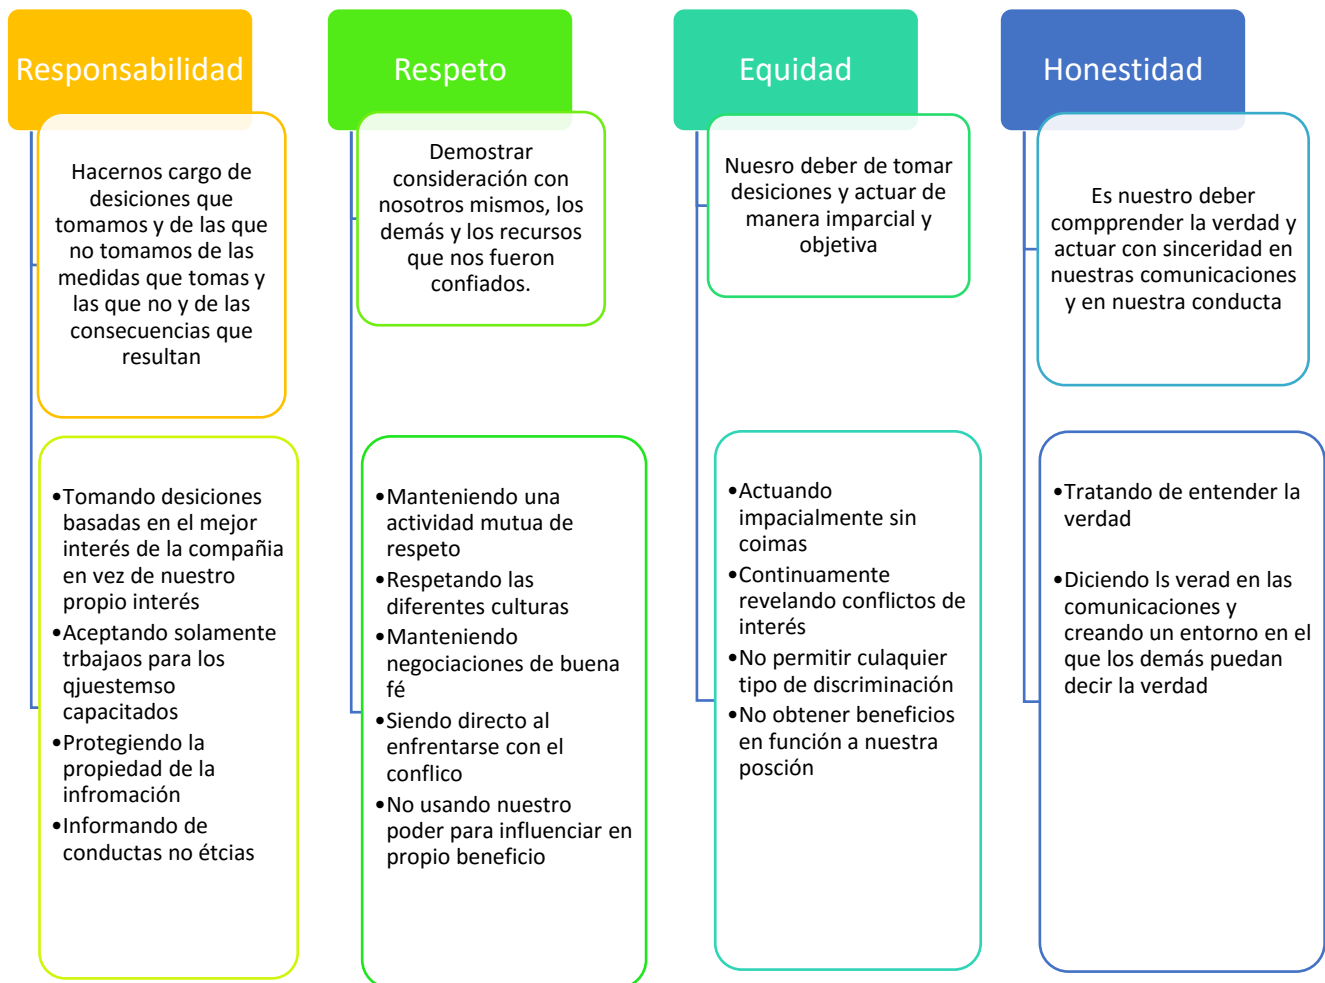 Responsabilidad
Hacernos cargo de
desiciones que
tomamos y de las que
no tomamos de las
medidas que tomas y
las que no y de las
consecuencias que
resultan
•Tomando desiciones
basadas en el mejor
interés de la compañia
en vez de nuestro
propio interés
•Aceptando solamente
trbajaos para los
qjuestemso
capacitados
•Protegiendo la
propiedad de la
infromación
•Informando de
conductas no étcias
Respeto
Demostrar
consideración con
nosotros mismos, los
demás y los recursos
que nos fueron
confiados.
•Manteniendo una
actividad mutua de
respeto
•Respetando las
diferentes culturas
•Manteniendo
negociaciones de buena
fé
•Siendo directo al
enfrentarse con el
conflico
•No usando nuestro
poder para influenciar en
propio beneficio
Equidad
Nuesro deber de tomar
desiciones y actuar de
manera imparcial y
objetiva
•Actuando
impacialmente sin
coimas
•Continuamente
revelando conflictos de
interés
•No permitir culaquier
tipo de discriminación
•No obtener beneficios
en función a nuestra
posción
Honestidad
Es nuestro deber
compprender la verdad y
actuar con sinceridad en
nuestras comunicaciones
y en nuestra conducta
•Tratando de entender la
verdad
•Diciendo ls verad en las
comunicaciones y
creando un entorno en el
que los demás puedan
decir la verdad